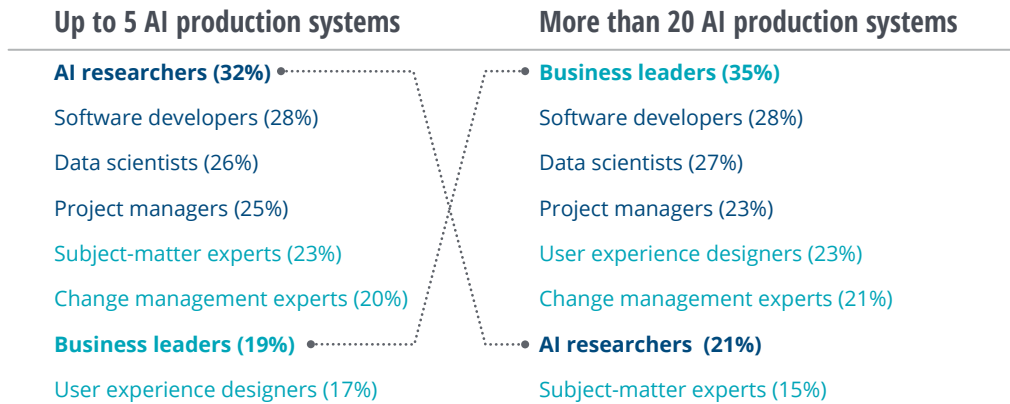 Up to 5 AI production systems
More than 20 AI production systems
AI researchers (32%)
Business leaders (35%)
Software developers (28%)
Software developers (28%)
Data scientists (26%)
Data scientists (27%)
Project managers (25%)
Project managers (23%)
Subject-matter experts (23%)
User experience designers (23%)
Change management experts (20%)
Change management experts (21%)
Business leaders (19%)
AI researchers (21%)
User experience designers (17%)
Subject-matter experts (15%)